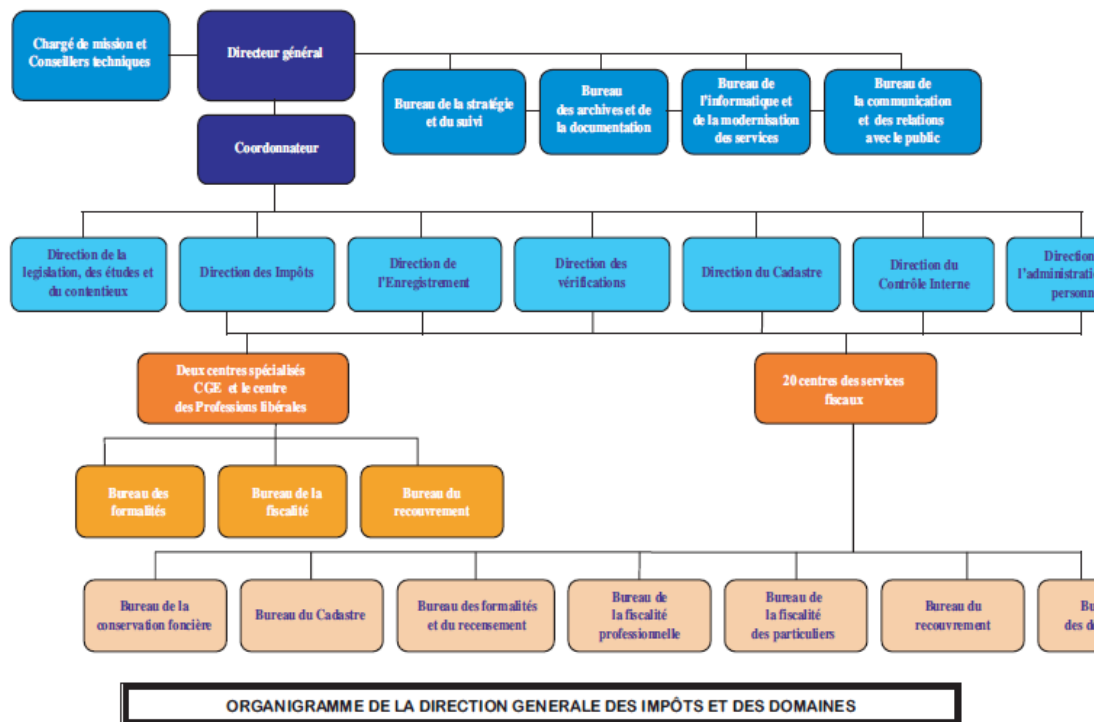 Chargé de mission et
Conseillers techniques
Directeur général
Bureau de la stratégie
et du suivi
Bureau
des archives et de
la documentation
Bureau de
l'informatique et
de la modernisation
des services
Bureau de
la communication
et des relations
avec le public
Coordonnateur
Direction de la
legislation, des études et
du contentieux
Direction des Impôts
Direction de
l'Enregistrement
Direction des
vérifications
Direction du Cadastre
Direction du
Contrôle Interne
Direction
Deux centres spécialisés
CGE et le centre
des Professions libérales
20 centres des services
fiscaux
Bureau des
formalités
Bureau de la
fiscalité
Bureau du
recouvrement
Bureau de la
conservation foncière
Bureau du Cadastre
Bureau des formalités
et du recensement
Bureau de
la fiscalité
professionnelle
Bureau de
la fiscalité
des particuliers
Bureau du
recouvrement
des
ORGANIGRAMME DE LA DIRECTION GENERALE DES IMPÔTS ET DES DOMAINES